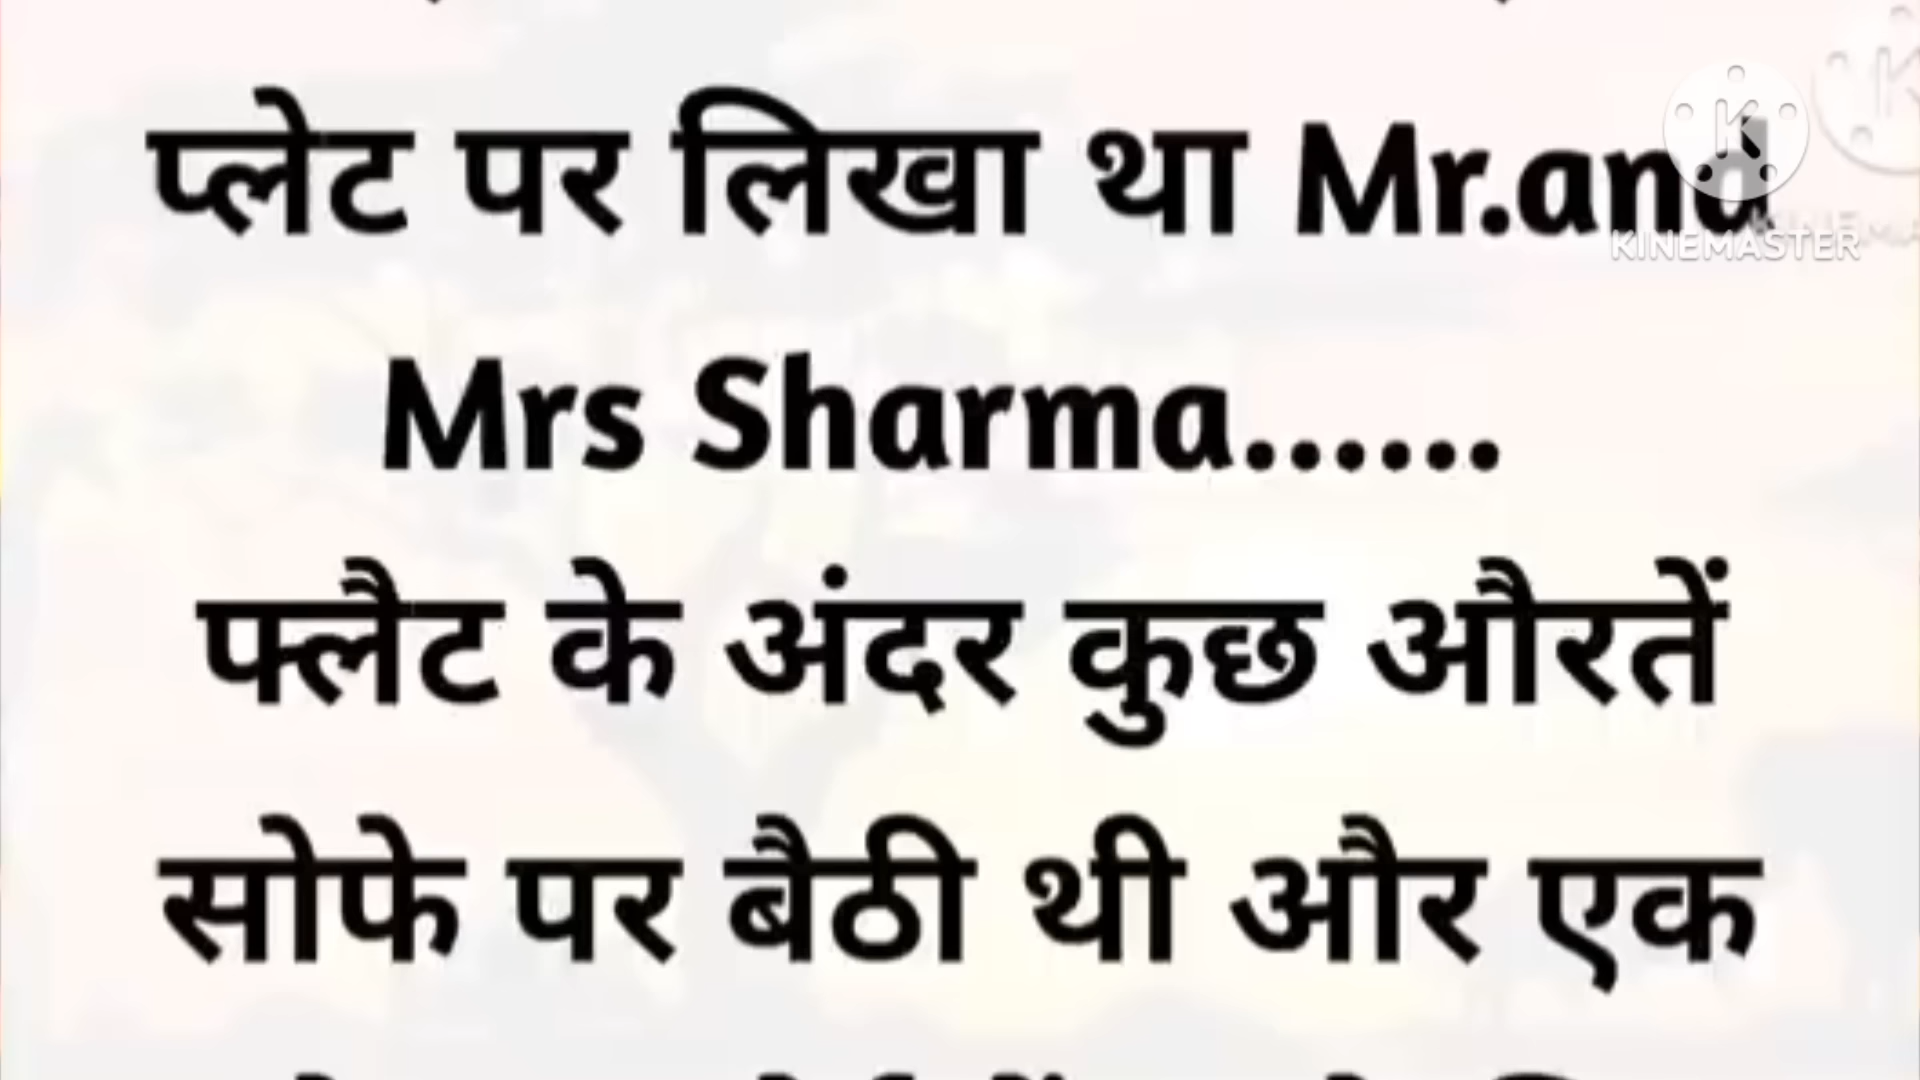 प्लेट पर लिखा था Mr.and
KINEMASTER
Mrs Sharma......
फ्लैट के अंदर कुछ औरतें
सोफे पर बैठी थी और एक